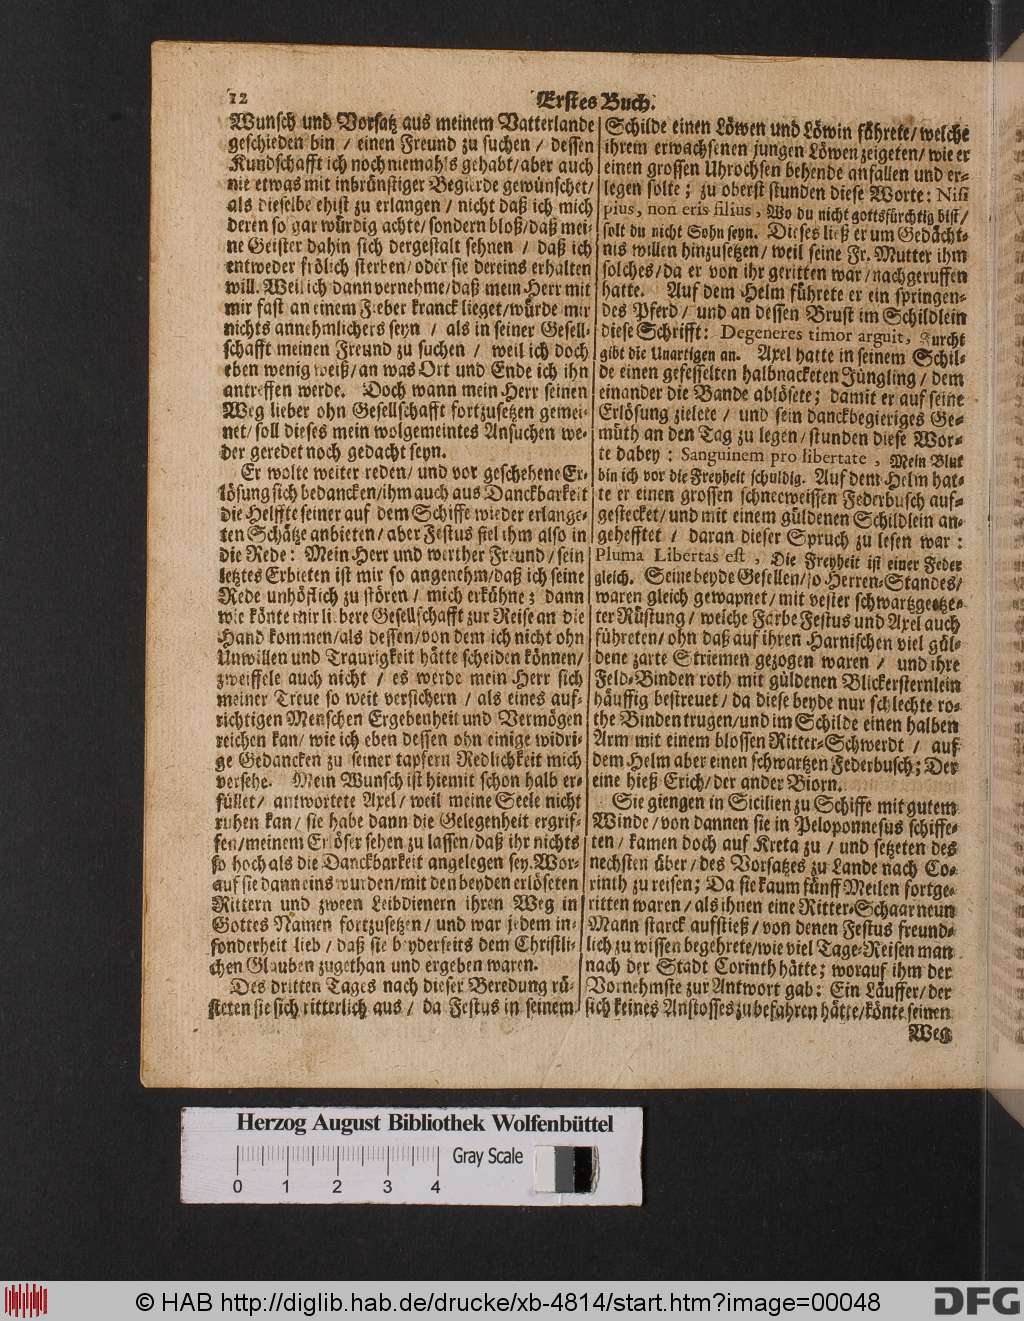 12
Erstes Buch.
Wunsch und Vorsatz aus meinem Vatterlande
geschieden bin / einen Freund zu suchen / dessen
Kundschafft ich noch niemahls gehabt/ aber auch
nie etwas mit inbrünstiger Begierde gewünschet/
als dieselbe ehist zu erlangen / nicht daß ich mich
deren so gar würdig achte/ sondern bloß/ daß mei-
ne Geister dahin sich dergestalt sehnen / daß ich
entweder frölich sterben/ oder sie dereins erhalten
will. Weil ich dann vernehme/ daß mein Herr mit
mir fast an einem Fieber kranck lieget/ würde mir
nichts annehmlichers seyn / als in seiner Gesell-
schafft meinen Freund zu suchen / weil ich doch
eben wenig weiß/ an was Ort und Ende ich ihn
antreffen werde. Doch wann mein Herr seinen
Weg lieber ohn Gesellschafft fortzusetzen gemei-
net/ soll dieses mein wolgemeintes Ansuchen we-
der geredet noch gedacht seyn.
Er wolte weiter reden/ und vor geschehene Er-
lösung sich bedancken/ ihm auch aus Danckbarkeit
die Helffte seiner auf dem Schiffe wieder erlange-
ten Schätze anbieten/ aber Festus fiel ihm also in
die Rede: Mein Herr und werther Freund/ sein
letztes Erbieten ist mir so angenehm/ daß ich seine
Rede unhöflich zu stören / mich erkühne; dann
wie könte mir liebere Gesellschafft zur Reise an die
Hand kommen/ als dessen/ von dem ich nicht ohn
Unwillen und Traurigkeit hätte scheiden können/
zweiffele auch nicht / es werde mein Herr sich
meiner Treue so weit versichern / als eines auf-
richtigen Menschen Ergebenheit und Vermögen
reichen kan/ wie ich eben dessen ohn einige widri-
ge Gedancken zu seiner tapfern Redlichkeit mich
versehe. Mein Wunsch ist hiemit schon halb er-
füllet/ antwortete Axel/ weil meine Seele nicht
ruhen kan/ sie habe dann die Gelegenheit ergrif-
fen/ meinem Erlöser sehen zu lassen/ daß ihr nichts
so hoch als die Danckbarkeit angelegen sey. Wor-
auf sie dann eins wurden/ mit den beyden erlöseten
Rittern und zween Leibdienern ihren Weg in
Gottes Namen fortzusetzen/ und war jedem in-
sonderheit lieb/ daß sie beyderseits dem Christli-
chen Glauben zugethan und ergeben waren.
Des dritten Tages nach dieser Beredung rü-
steten sie sich ritterlich aus / da Festus in seinem
Schilde einen Löwen und Löwin führete/ welche
ihrem erwachsenen jungen Löwen zeigeten/ wie er
einen grossen Uhrochsen behende anfallen und er-
legen solte; zu oberst stunden diese Worte: Nisi
pius, non eris filius, Wo du nicht gottsfürchtig bist/
solt du nicht Sohn seyn. Dieses ließ er um Gedächt-
nis willen hinzusetzen/ weil seine Fr. Mutter ihm
solches/ da er von ihr geritten war/ nachgeruffen
hatte. Auf dem Helm führete er ein springen-
des Pferd/ und an dessen Brust im Schildlein
diese Schrifft: Degeneres timor arguit, Furcht
gibt die Unartigen an. Axel hatte in seinem Schil-
de einen gefesselten halbnacketen Jüngling/ dem
einander die Bande ablösete; damit er auf seine
Erlösung zielete / und sein danckbegieriges Ge-
müth an den Tag zu legen/ stunden diese Wor-
te dabey: Sanguinem pro libertate, Mein Blut
bin ich vor die Freyheit schuldig. Auf dem Helm hat-
te er einen grossen schneeweissen Federbusch auf-
gestecket/ und mit einem güldenen Schildlein an-
gehefftet / daran dieser Spruch zu lesen war:
Pluma Libertas est, Die Freyheit ist einer Feder
gleich. Seine beyde Gesellen/ so Herren-Standes/
waren gleich gewapnet/ mit vester schwartzgeetze-
ter Rüstung/ welche Farbe Festus und Axel auch
führeten/ ohn daß auf ihren Harnischen viel gül-
dene zarte Striemen gezogen waren / und ihre
Feld-Binden roth mit güldenen Blickersternlein
häuffig bestreuet/ da diese beyde nur schlechte ro-
the Binden trugen/ und im Schilde einen halben
Arm mit einem blossen Ritter-Schwerdt / auf
dem Helm aber einen schwartzen Federbusch; Der
eine hieß Erich/ der ander Biorn.
Sie giengen in Sicilien zu Schiffe mit gutem
Winde/ von dannen sie in Peloponnesus schiffe-
ten / kamen doch auf Kreta zu / und setzeten des
nechsten über/ des Vorsatzes zu Lande nach Co-
rinth zu reisen; Da sie kaum fünff Meilen fortge-
ritten waren/ als ihnen eine Ritter-Schaar neun
Mann starck aufstieß/ von denen Festus freund-
lich zu wissen begehrete/ wie viel Tage-Reisen man
nach der Stadt Corinth hätte; worauf ihm der
Vornehmste zur Antwort gab: Ein Läuffer/ der
sich keines Anstosses zu befahren hätte/ könte seinen
Weg
Herzog August Bibliothek Wolfenbüttel
Gray Scale
0 1 2 3 4
© HAB http://diglib.hab.de/drucke/xb-4814/start.htm?image=00048
DFG